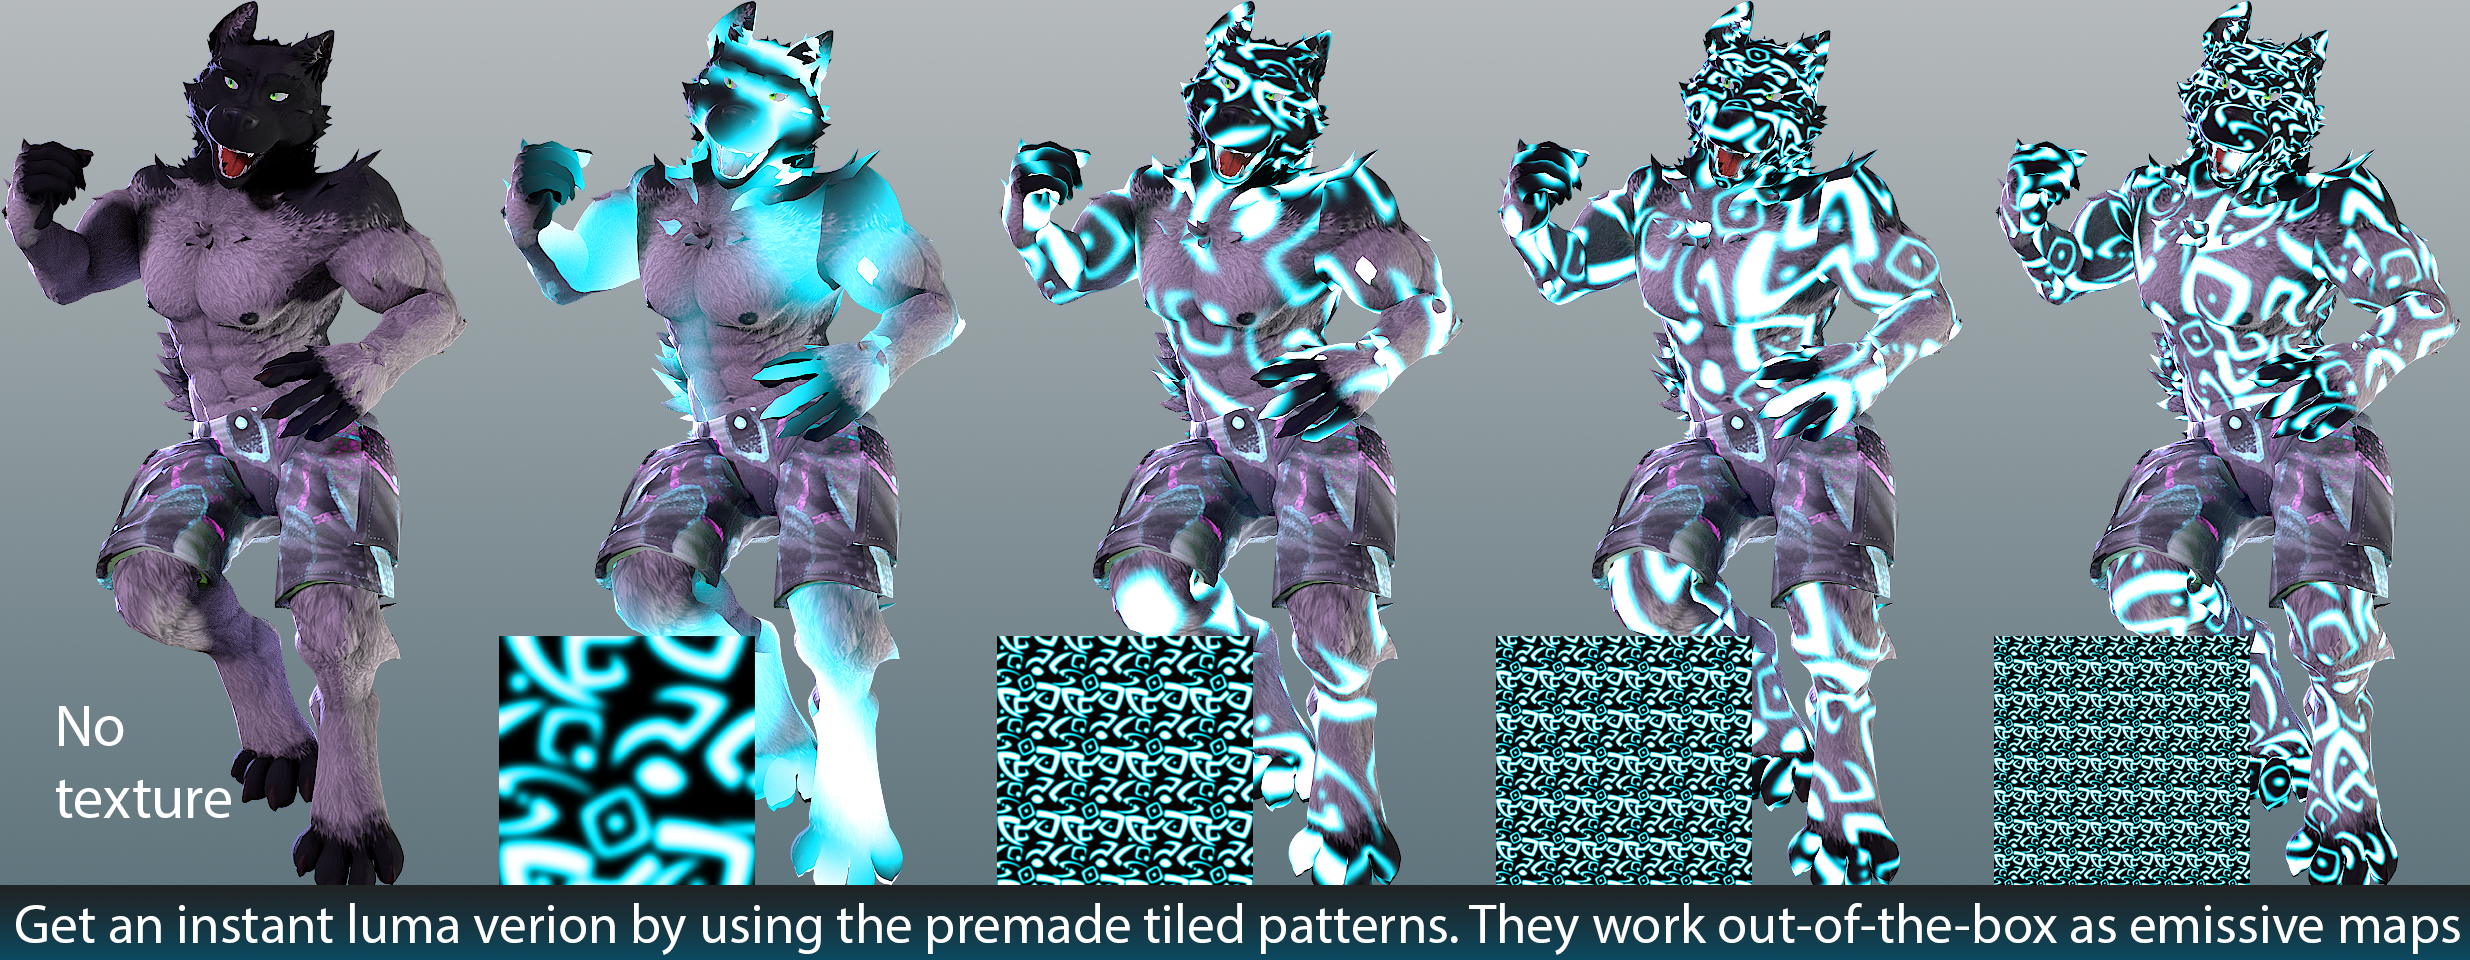 No
texture
Get an instant luma verion by using the premade tiled patterns. They work out-of-the-box as emissive maps